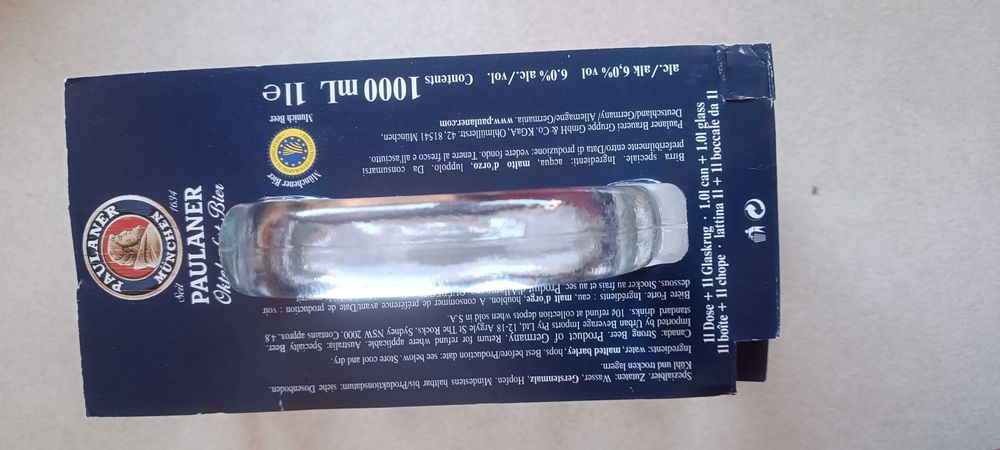 PAULANER
MÜNCHEN
Seit 1634
PAULANER
Oktoberfest Bier
Spezialbier. Zutaten: Wasser, Gerstenmalz, Hopfen. Mindestens haltbar bis/Produktionsdatum: siehe Dosenboden.
Kühl und trocken lagern.
Ingredients: water, malted barley, hops. Best before/Production date: see below. Store cool and dry.
Canada: Strong Beer. Product of Germany. Return for refund where applicable. Australia: Specialty Beer.
Imported by Urban Beverage Imports Pty Ltd, 12-18 Argyle St The Rocks, Sydney NSW 2000. Contains approx. 4.8
standard drinks. 10¢ refund at collection depots when sold in S.A.
Bière Forte. Ingrédients : eau, malt d'orge, houblon. A consommer de préférence avant/Date de production : voir
dessous. Stocker au frais et au sec. Produit d'Allemagne
Birra speciale. Ingredienti: acqua, malto d'orzo, luppolo. Da consumarsi
preferibilmente entro/Data di produzione: vedere fondo. Tenere al fresco e all'asciutto.
Paulaner Brauerei Gruppe GmbH & Co. KGaA, Ohlmüllerstr. 42, 81541 München,
Deutschland/Germany/ Allemagne/Germania. www.paulaner.com
Münchener Bier
Munich Beer
alc./alk 6,0% vol 6.0% alc./vol. Contents 1000 mL 1l e
1l Dose + 1l Glaskrug · 1.0l can + 1.0l glass
1l boîte + 1l chope · lattina 1l + 1l boccale da 1l